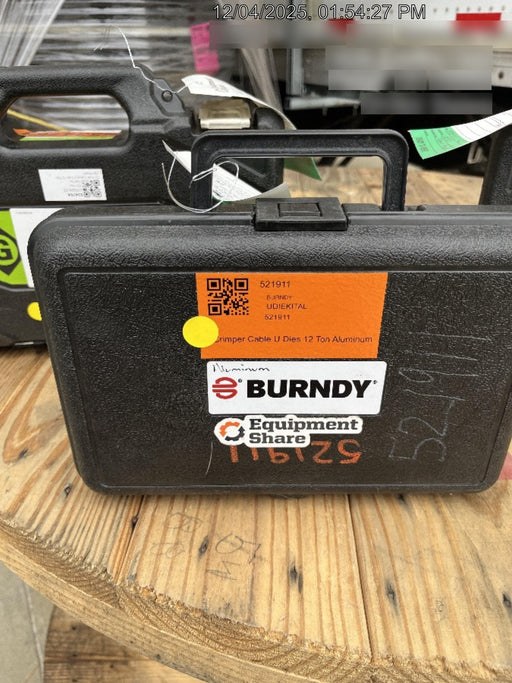 12/04/2025, 01:54:27 PM
521911
BURNDY
UDIEKITAL
521911
Crimper Cable U Dies 12 Ton Aluminum
Aluminum
BURNDY
Equipment
Share
521911
521911
G